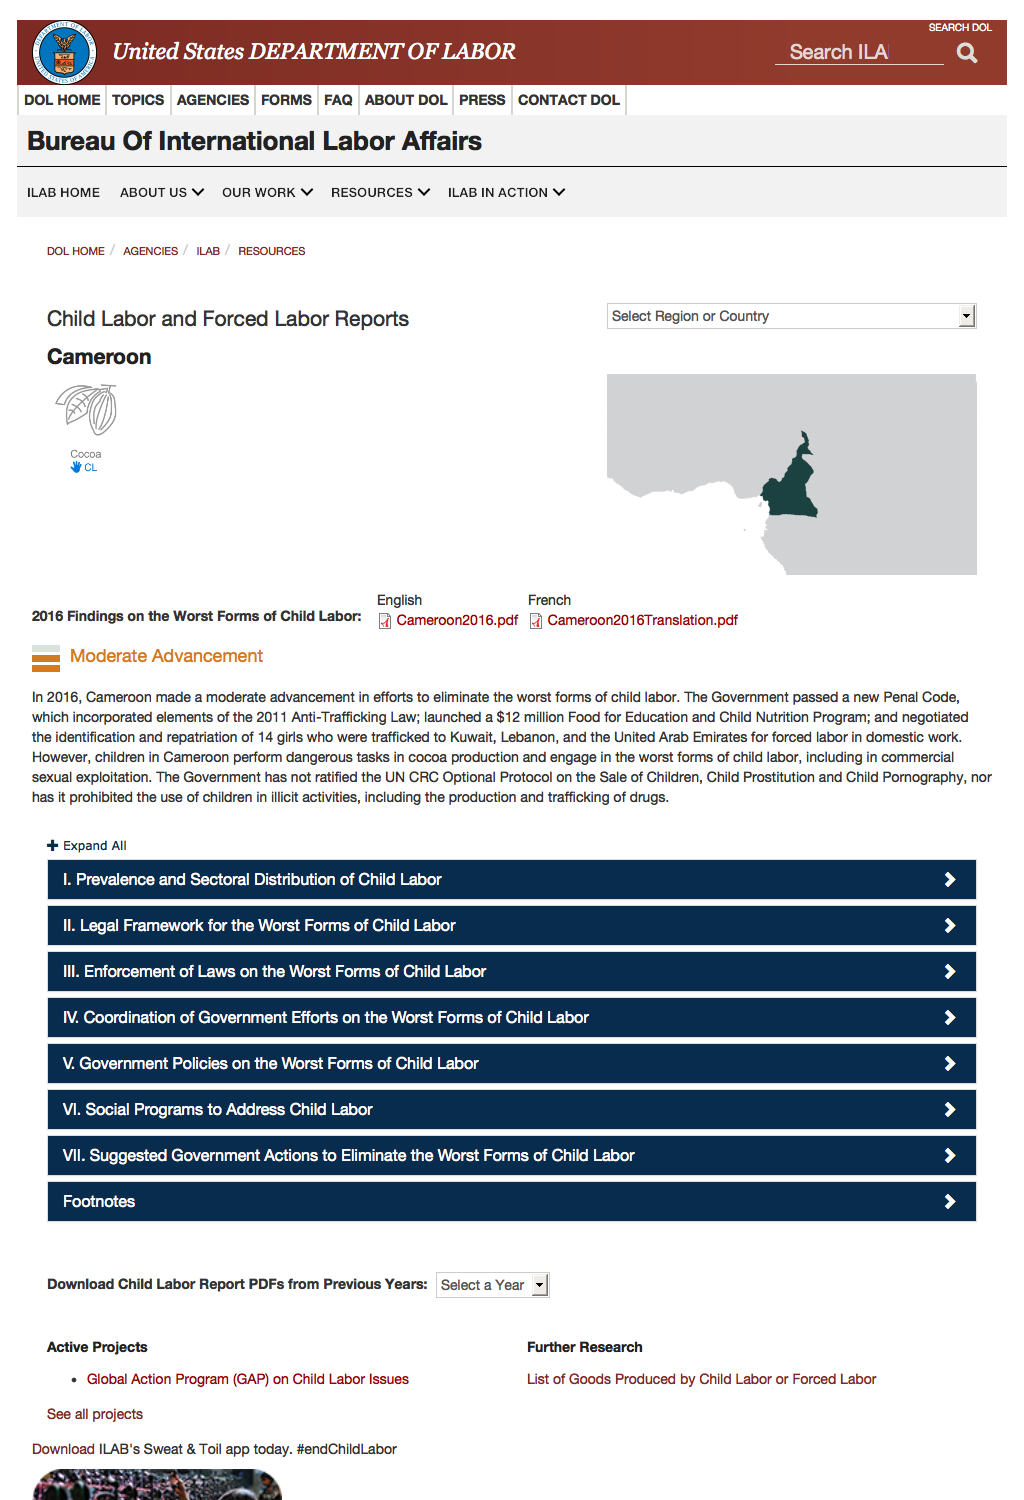 United States DEPARTMENT OF LABOR
SEARCH DOL
Search ILA
DOL HOME TOPICS AGENCIES FORMS FAQ ABOUT DOL PRESS CONTACT DOL
Bureau Of International Labor Affairs
ILAB HOME ABOUT US OUR WORK RESOURCES ILAB IN ACTION
DOL HOME / AGENCIES / ILAB / RESOURCES
Child Labor and Forced Labor Reports
Select Region or Country
Cameroon
Cocoa
CL
English French
2016 Findings on the Worst Forms of Child Labor: Cameroon2016.pdf Cameroon2016Translation.pdf
Moderate Advancement
In 2016, Cameroon made a moderate advancement in efforts to eliminate the worst forms of child labor. The Government passed a new Penal Code,
which incorporated elements of the 2011 Anti-Trafficking Law; launched a $12 million Food for Education and Child Nutrition Program; and negotiated
the identification and repatriation of 14 girls who were trafficked to Kuwait, Lebanon, and the United Arab Emirates for forced labor in domestic work.
However, children in Cameroon perform dangerous tasks in cocoa production and engage in the worst forms of child labor, including in commercial
sexual exploitation. The Government has not ratified the UN CRC Optional Protocol on the Sale of Children, Child Prostitution and Child Pornography, nor
has it prohibited the use of children in illicit activities, including the production and trafficking of drugs.
Expand All
I. Prevalence and Sectoral Distribution of Child Labor
II. Legal Framework for the Worst Forms of Child Labor
III. Enforcement of Laws on the Worst Forms of Child Labor
IV. Coordination of Government Efforts on the Worst Forms of Child Labor
V. Government Policies on the Worst Forms of Child Labor
VI. Social Programs to Address Child Labor
VII. Suggested Government Actions to Eliminate the Worst Forms of Child Labor
Footnotes
Download Child Labor Report PDFs from Previous Years: Select a Year
Active Projects
• Global Action Program (GAP) on Child Labor Issues
See all projects
Further Research
List of Goods Produced by Child Labor or Forced Labor
Download ILAB's Sweat & Toil app today. #endChildLabor